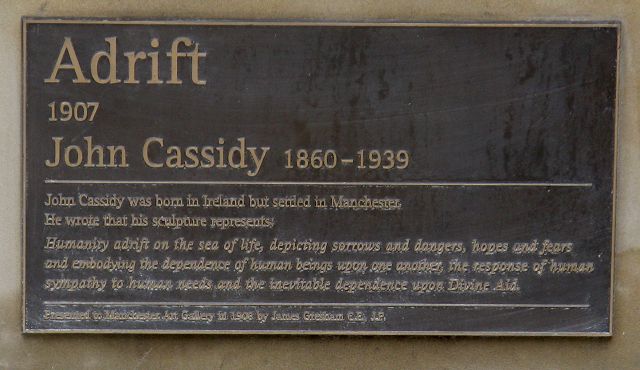 Adrift
1907
John Cassidy 1860–1939
John Cassidy was born in Ireland but settled in Manchester.
He wrote that his sculpture represents;
Humanity adrift on the sea of life, depicting sorrows and dangers, hopes and fears
and embodying the dependence of human beings upon one another, the response of human
sympathy to human needs and the inevitable dependence upon Divine Aid.
Presented to Manchester Art Gallery in 1908 by James Gresham C.E., J.P.